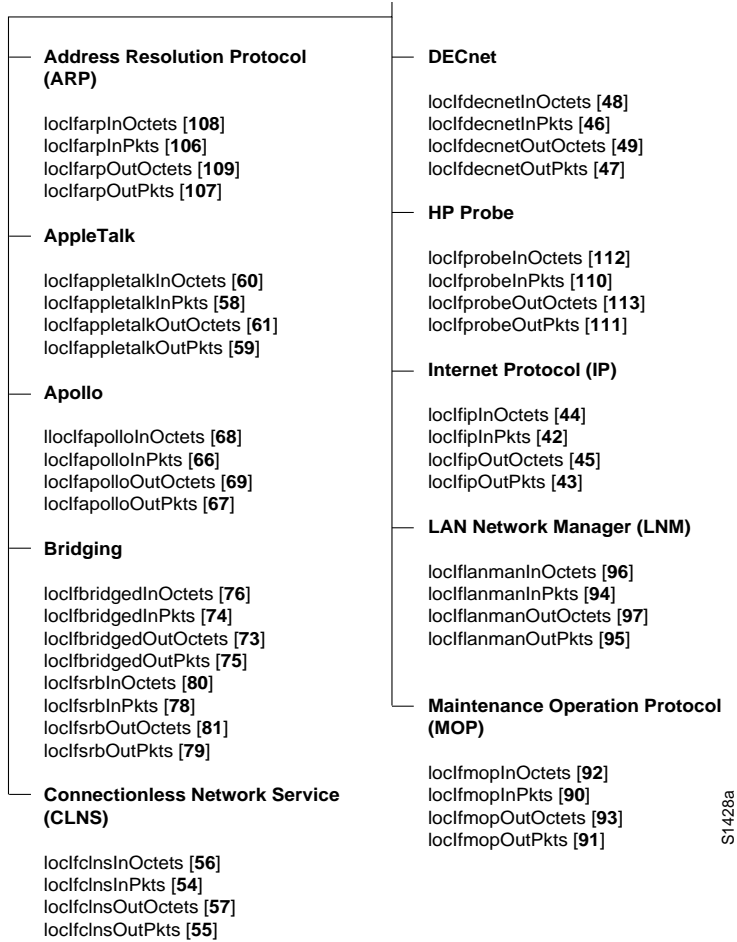 Address Resolution Protocol
(ARP)
locIfarpInOctets [108]
locIfarpInPkts [106]
locIfarpOutOctets [109]
locIfarpOutPkts [107]
AppleTalk
locIfappletalkInOctets [60]
locIfappletalkInPkts [58]
locIfappletalkOutOctets [61]
locIfappletalkOutPkts [59]
Apollo
llocIfapolloInOctets [68]
locIfapolloInPkts [66]
locIfapolloOutOctets [69]
locIfapolloOutPkts [67]
Bridging
locIfbridgedInOctets [76]
locIfbridgedInPkts [74]
locIfbridgedOutOctets [73]
locIfbridgedOutPkts [75]
locIfsrbInOctets [80]
locIfsrbInPkts [78]
locIfsrbOutOctets [81]
locIfsrbOutPkts [79]
Connectionless Network Service
(CLNS)
locIfclnsInOctets [56]
locIfclnsInPkts [54]
locIfclnsOutOctets [57]
locIfclnsOutPkts [55]
DECnet
locIfdecnetInOctets [48]
locIfdecnetInPkts [46]
locIfdecnetOutOctets [49]
locIfdecnetOutPkts [47]
HP Probe
locIfprobeInOctets [112]
locIfprobeInPkts [110]
locIfprobeOutOctets [113]
locIfprobeOutPkts [111]
Internet Protocol (IP)
locIfipInOctets [44]
locIfipInPkts [42]
locIfipOutOctets [45]
locIfipOutPkts [43]
LAN Network Manager (LNM)
locIflanmanInOctets [96]
locIflanmanInPkts [94]
locIflanmanOutOctets [97]
locIflanmanOutPkts [95]
Maintenance Operation Protocol
(MOP)
locIfmopInOctets [92]
locIfmopInPkts [90]
locIfmopOutOctets [93]
locIfmopOutPkts [91]
S1428a